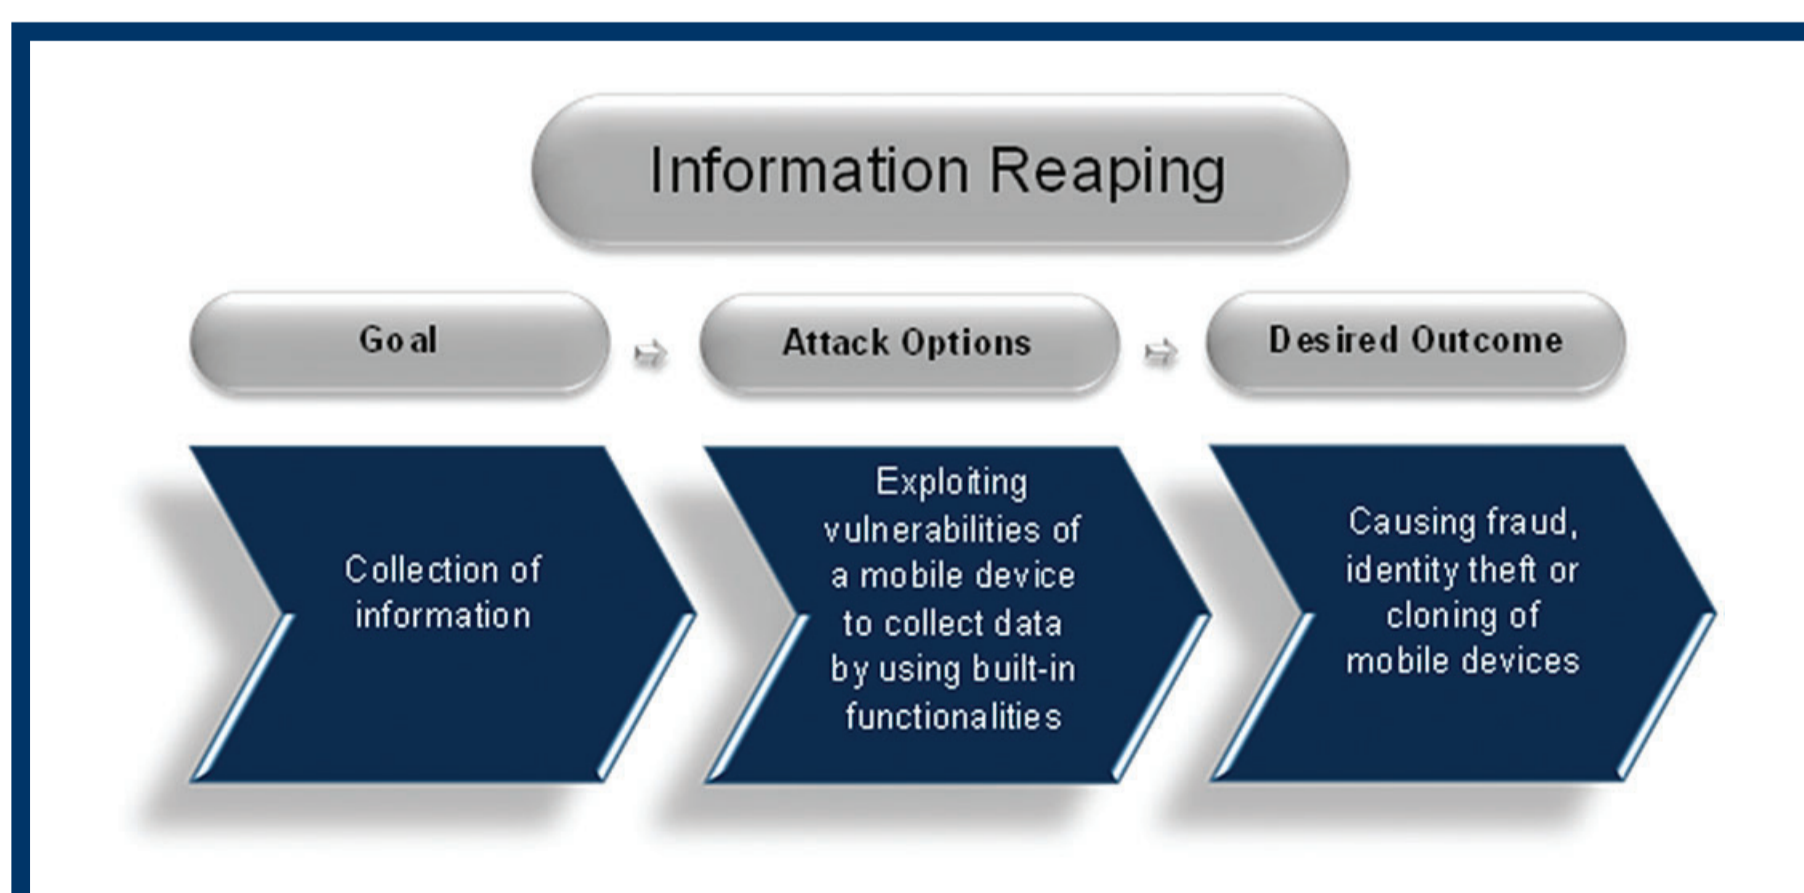 Information Reaping
Goal
Attack Options
Desired Outcome
Collection of
information
Exploiting
vulnerabilities of
a mobile device
to collect data
by using built-in
functionalities
Causing fraud,
identity theft or
cloning of
mobile devices